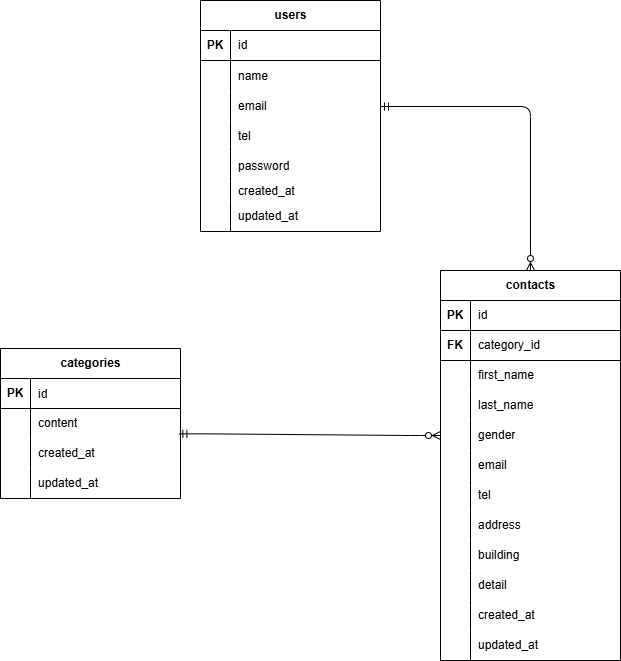 users
PK id
name
email
tel
password
created_at
updated_at
contacts
PK id
FK category_id
first_name
last_name
gender
email
tel
address
building
detail
created_at
updated_at
categories
PK id
content
created_at
updated_at